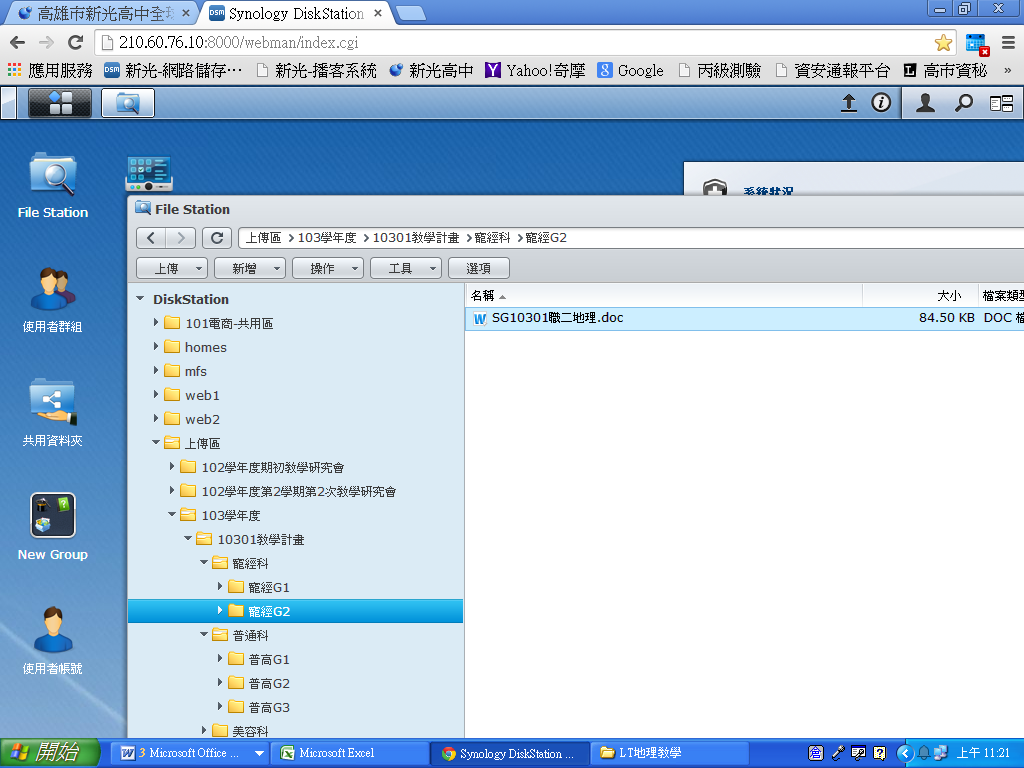 高雄市新光高中全球
Synology DiskStation
210.60.76.10:8000/webman/index.cgi
應用服務
新光-網路儲存…
新光-播客系統
新光高中
Yahoo!奇摩
Google
丙級測驗
資安通報平台
高市資秘
»
File Station
使用者群組
共用資料夾
New Group
使用者帳號
系統狀況
File Station
上傳區 > 103學年度 > 10301教學計畫 > 寵經科 > 寵經G2
上傳
新增
操作
工具
選項
DiskStation
101電商-共用區
homes
mfs
web1
web2
上傳區
102學年度期初教學研究會
102學年度第2學期第2次教學研究會
103學年度
10301教學計畫
寵經科
寵經G1
寵經G2
普通科
普高G1
普高G2
普高G3
美容科
名稱 大小 檔案類型
SG10301職二地理.doc 84.50 KB DOC 檔
開始
3 Microsoft Office ...
Microsoft Excel
Synology DiskStation ...
LT地理教學
上午 11:21